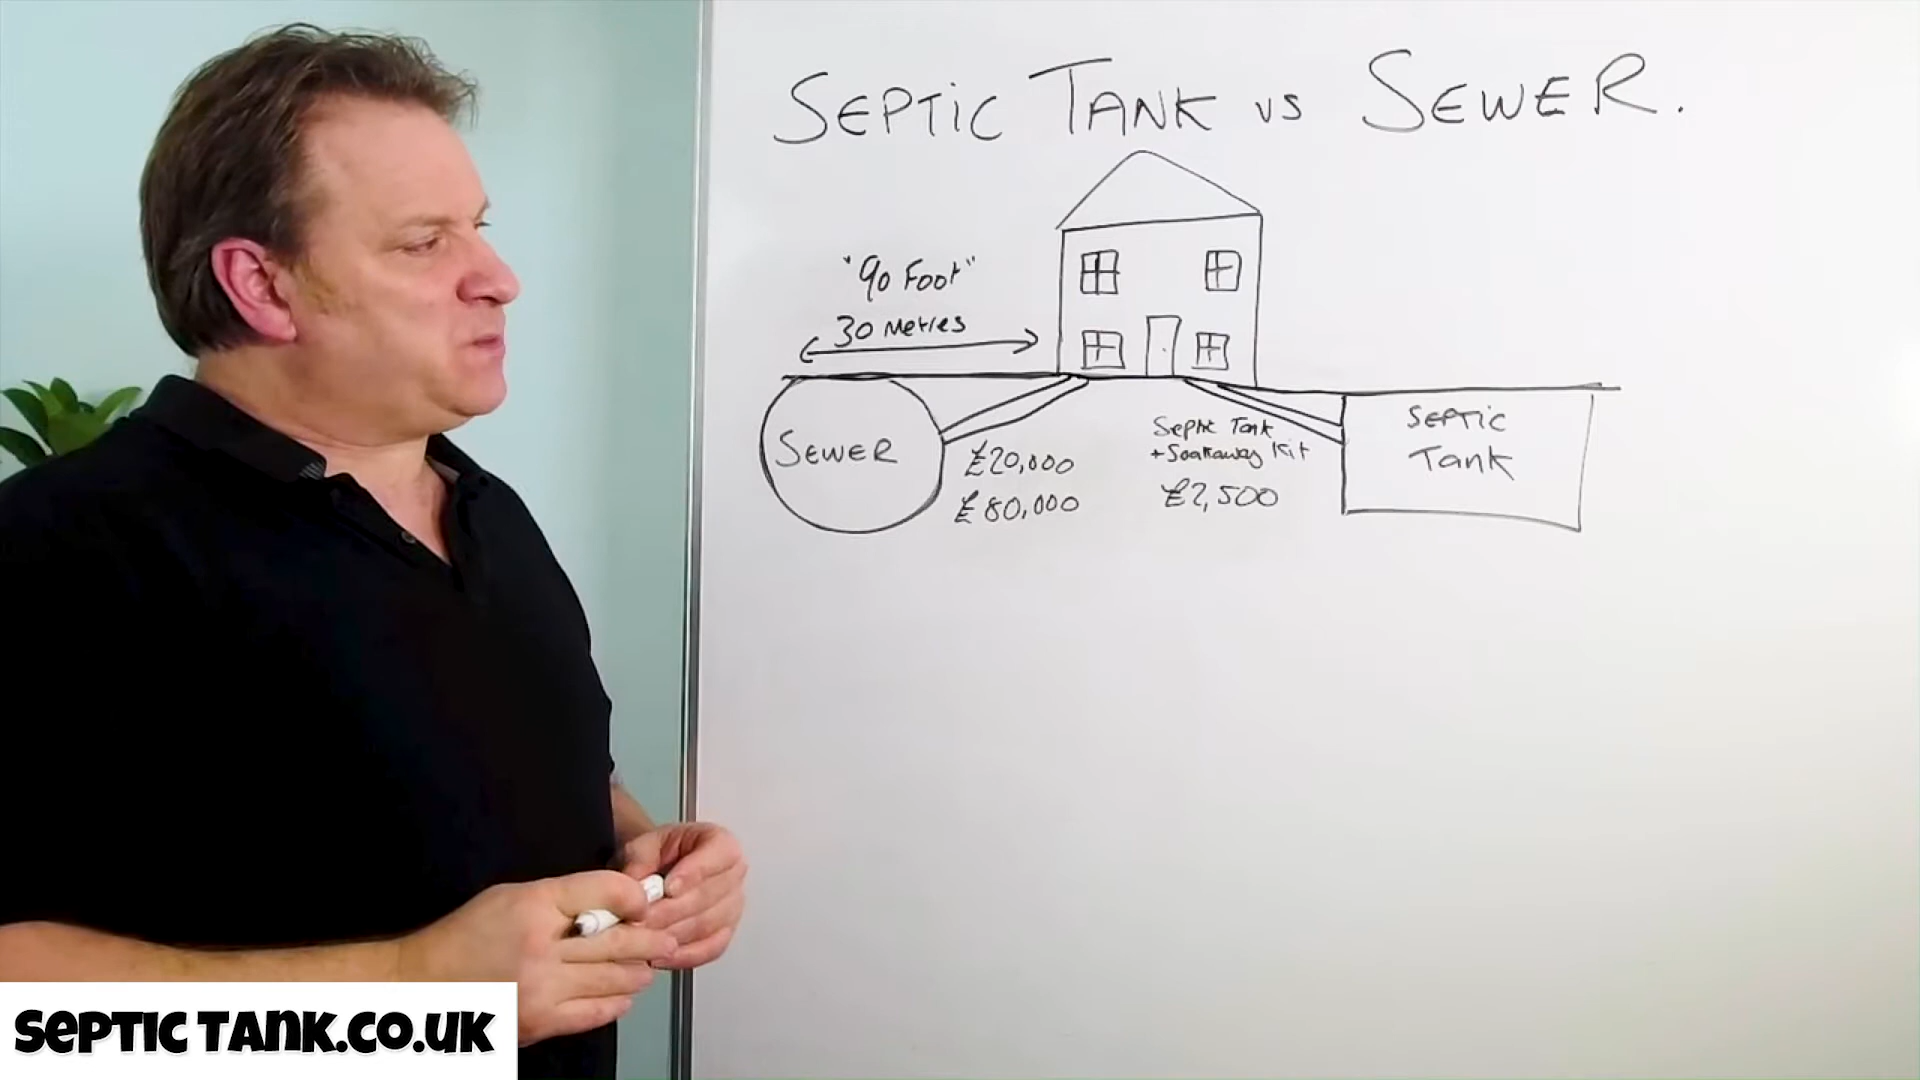 SEPTIC TANK vs SEWER.
"90 Foot"
30 Metres
SEWER
£20,000
£80,000
Septic Tank
+ Soakaway Kit
£2,500
SEPTIC
Tank
SEPTIC TANK.CO.UK